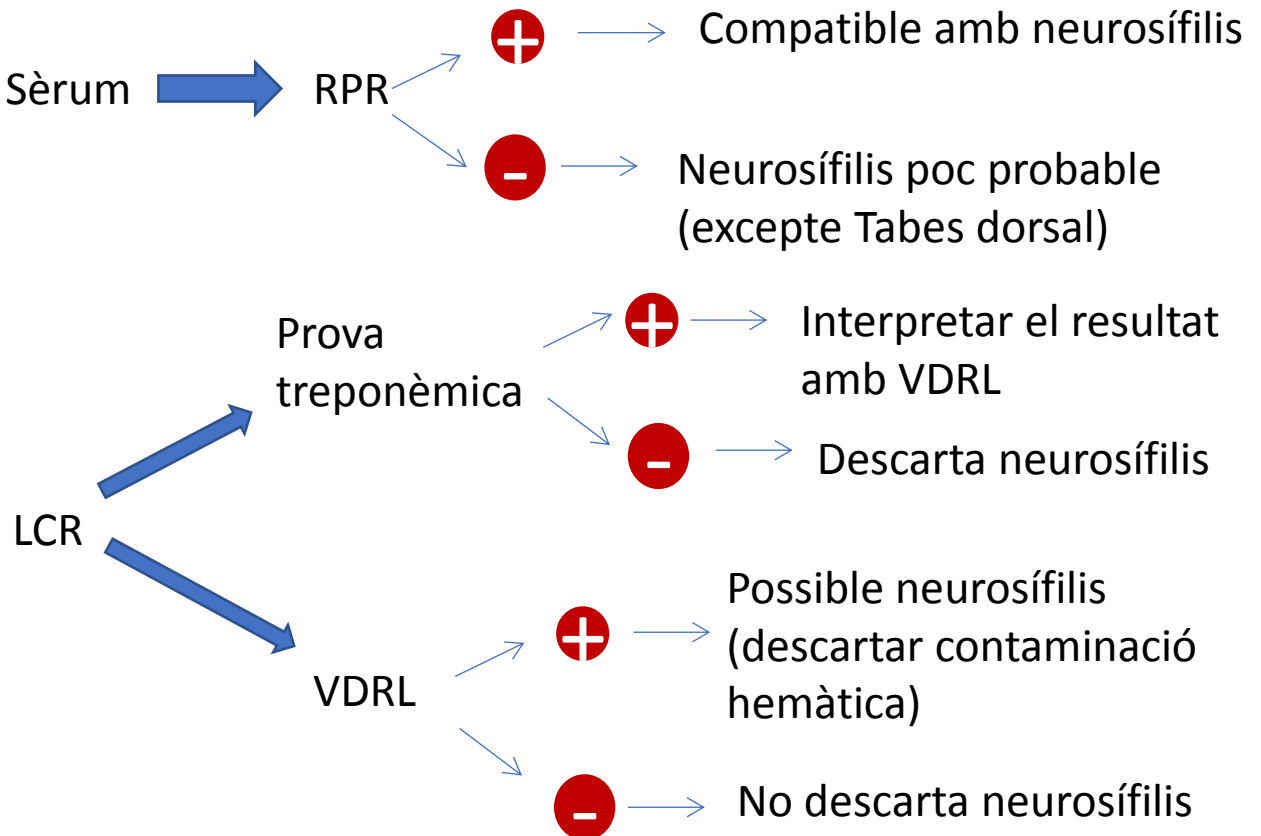 Sèrum
RPR
+
Compatible amb neurosífilis
-
Neurosífilis poc probable
(excepte Tabes dorsal)
LCR
Prova
treponèmica
+
Interpretar el resultat
amb VDRL
-
Descarta neurosífilis
VDRL
+
Possible neurosífilis
(descartar contaminació
hemàtica)
-
No descarta neurosífilis